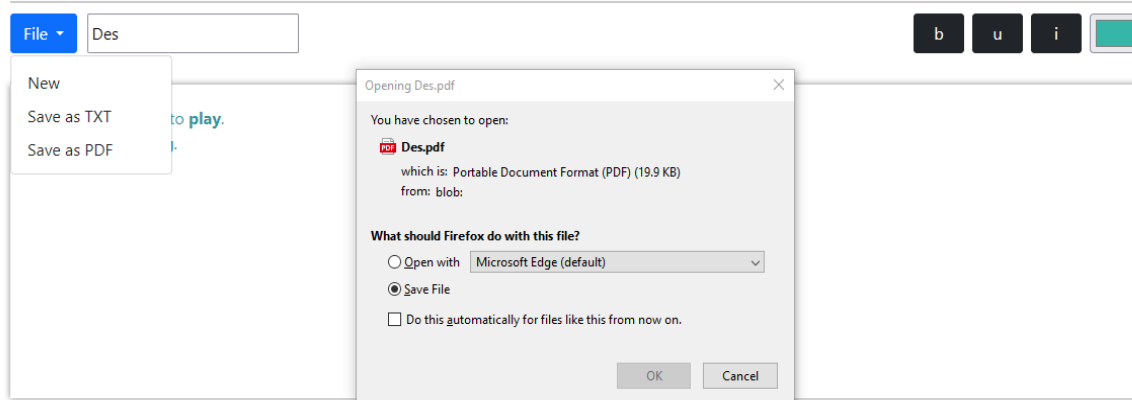 File
Des
b u i
New
Save as TXT
Save as PDF
to play.
Opening Des.pdf
You have chosen to open:
PDF Des.pdf
which is: Portable Document Format (PDF) (19.9 KB)
from: blob:
What should Firefox do with this file?
Open with Microsoft Edge (default)
Save File
Do this automatically for files like this from now on.
OK Cancel